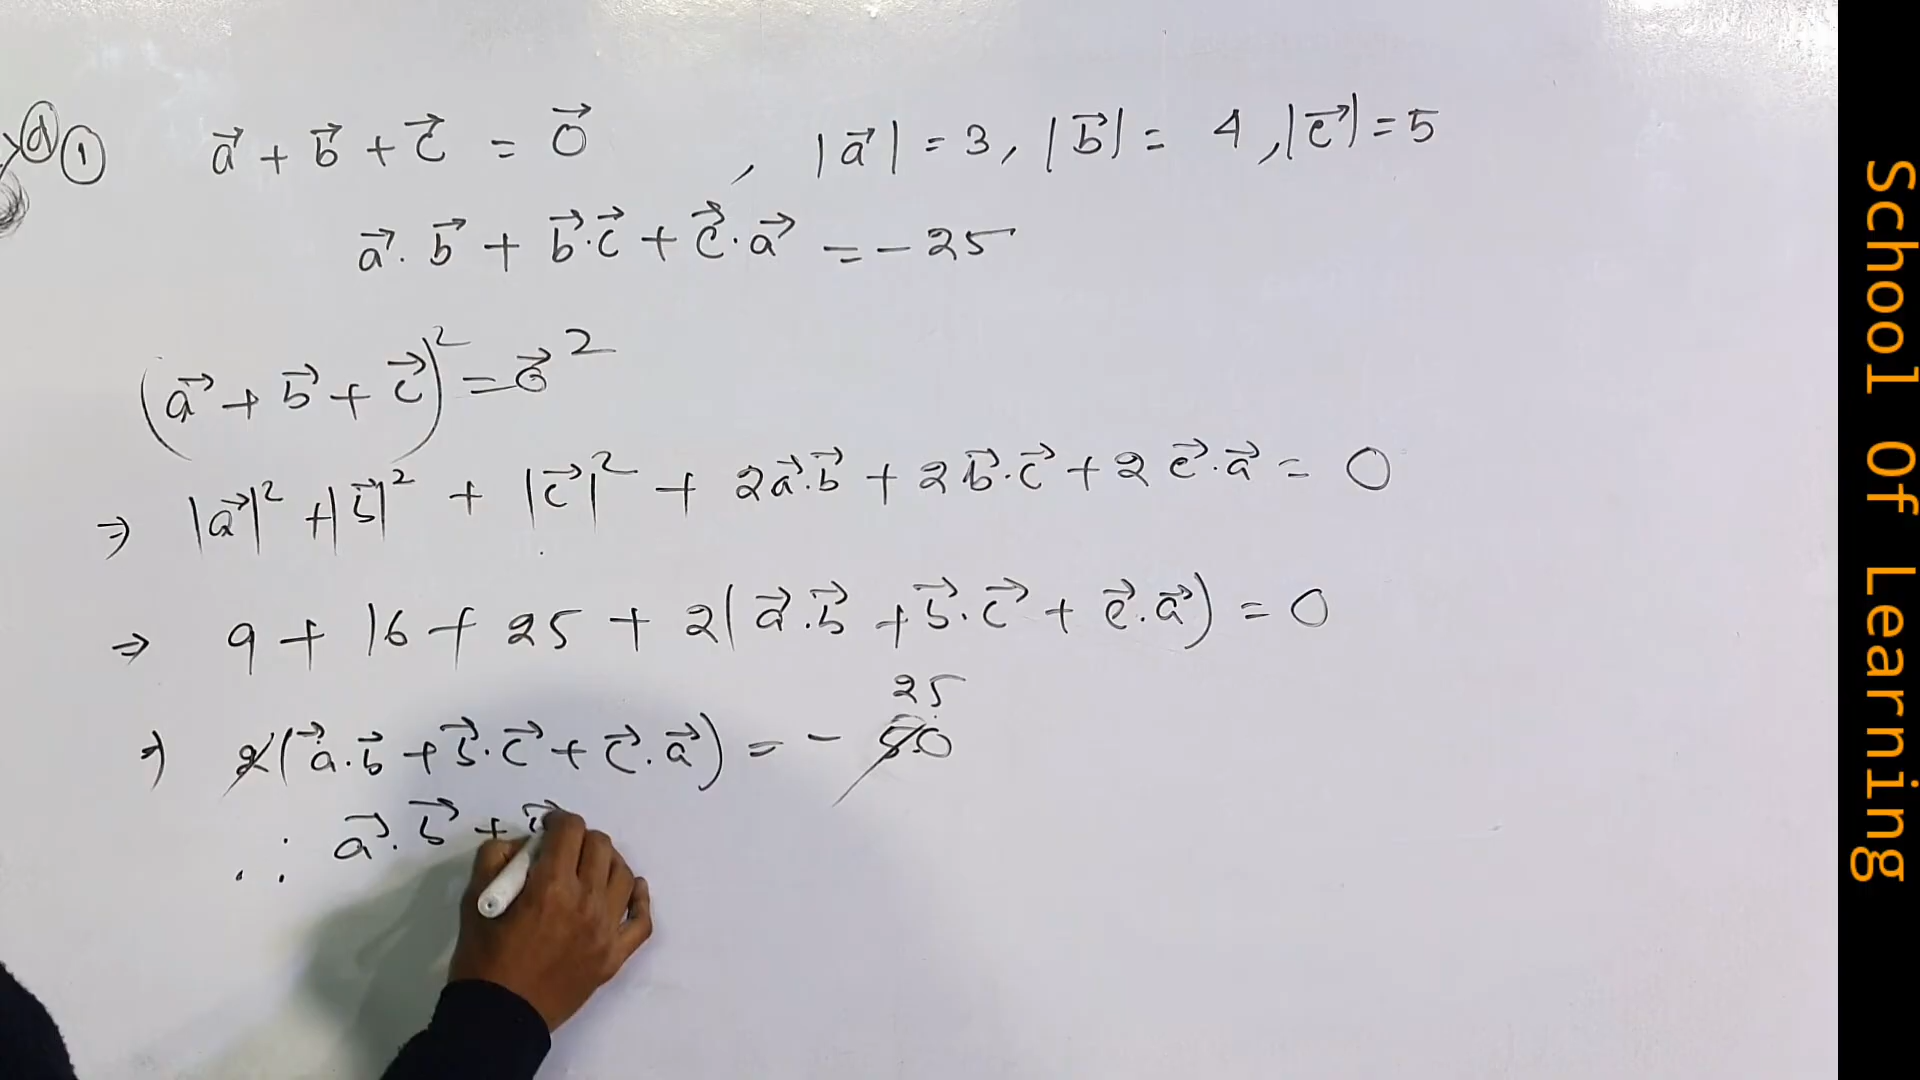 d 1 a⃗ + b⃗ + c⃗ = 0⃗ , |a⃗| = 3, |b⃗| = 4, |c⃗| = 5
a⃗. b⃗ + b⃗.c⃗ + c⃗.a⃗ = - 25
(a⃗ + b⃗ + c⃗)² = 0⃗²
⇒ |a⃗|² + |b⃗|² + |c⃗|² + 2a⃗.b⃗ + 2b⃗.c⃗ + 2c⃗.a⃗ = 0
⇒ 9 + 16 + 25 + 2(a⃗.b⃗ + b⃗.c⃗ + c⃗.a⃗) = 0
25
⇒ 2(a⃗.b⃗ + b⃗.c⃗ + c⃗.a⃗) = - 50
∴ a⃗.b⃗ +
School Of Learning